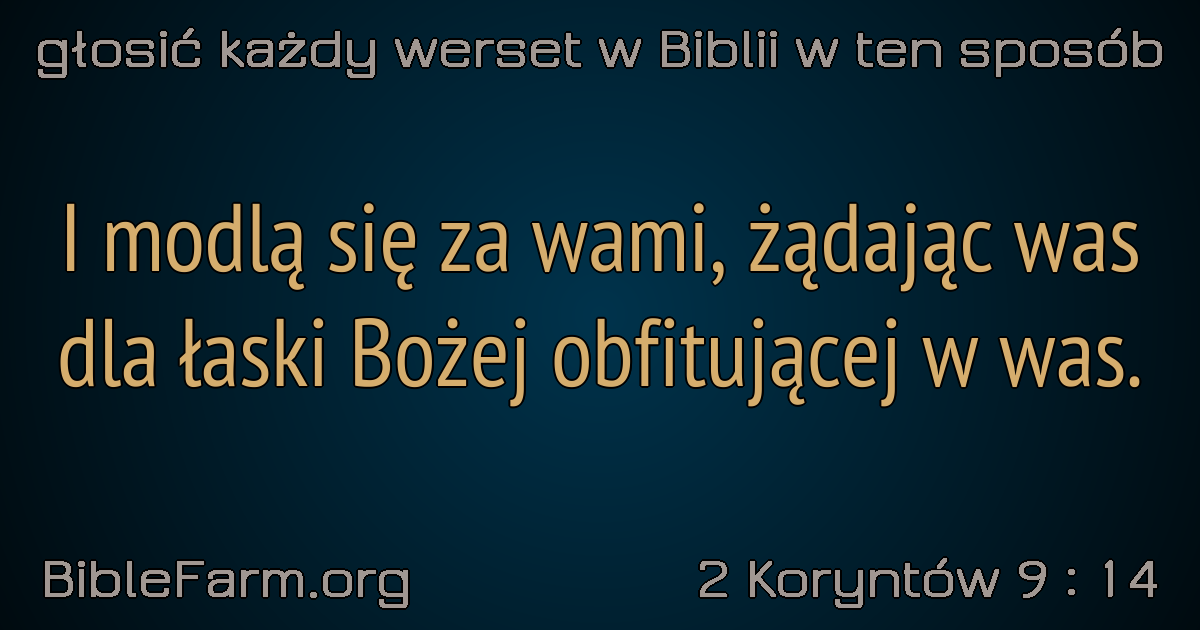 głosić każdy werset w Biblii w ten sposób
I modlą się za wami, żądając was
dla łaski Bożej obfitującej w was.
BibleFarm.org
2 Koryntów 9 : 14